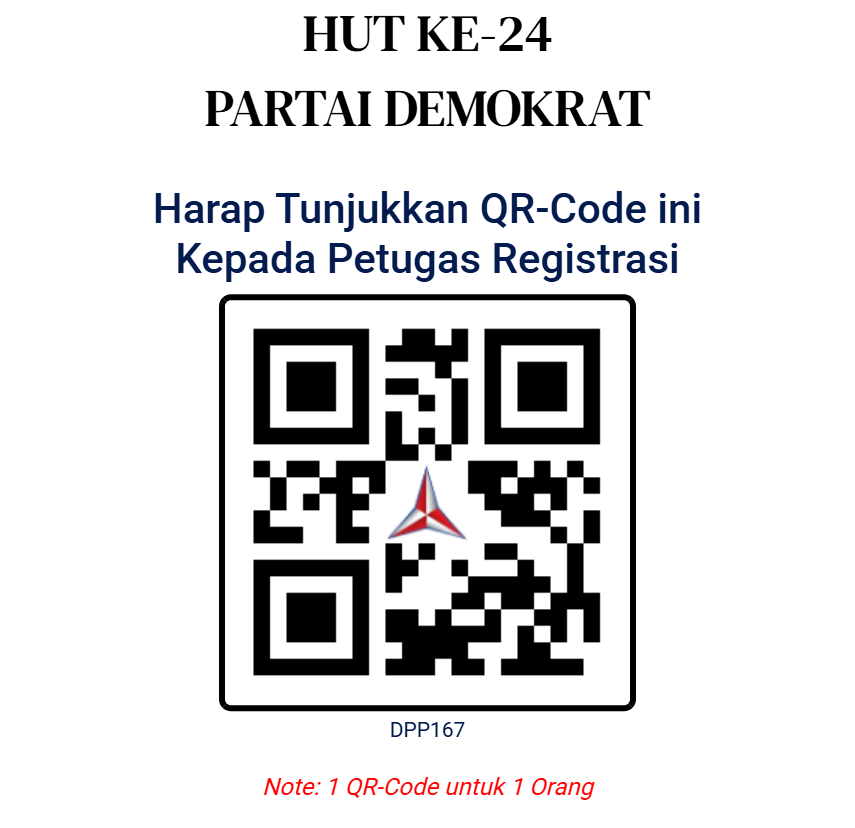 HUT KE-24
PARTAI DEMOKRAT
Harap Tunjukkan QR-Code ini
Kepada Petugas Registrasi
DPP167
Note: 1 QR-Code untuk 1 Orang